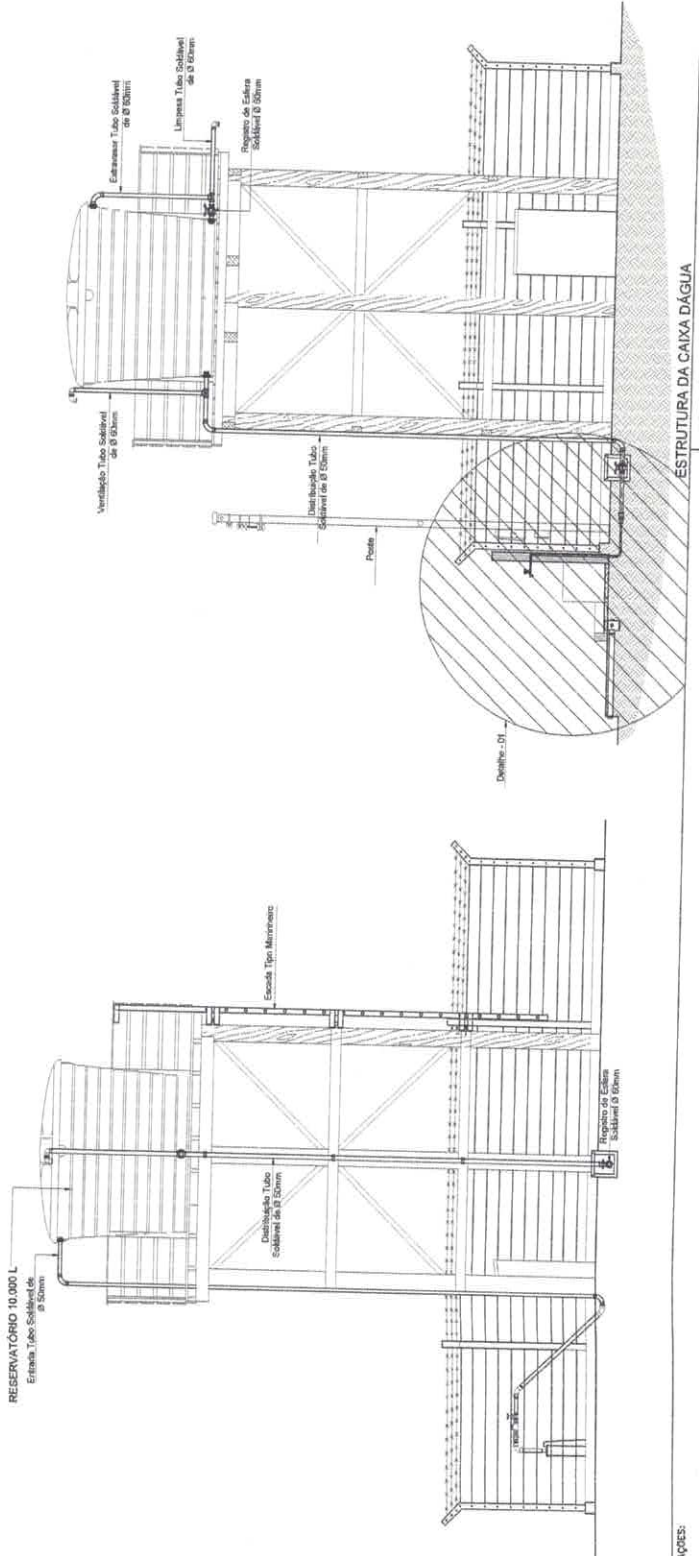 RESERVATÓRIO 10.000 L
Entrada Tubo Soldável de
Ø 50mm
Escada Tipo Marinheiro
Distribuição Tubo
Soldável de Ø 50mm
Registro de Esfera
Soldável Ø 60mm
Ventilação Tubo Soldável
de Ø 60mm
Extravasor Tubo Soldável
de Ø 60mm
Limpesa Tubo Soldável
de Ø 60mm
Registro de Esfera
Soldável Ø 60mm
Distribuição Tubo
Soldável de Ø 50mm
Poste
Detalhe - 01
ESTRUTURA DA CAIXA DÁGUA
AÇÕES: